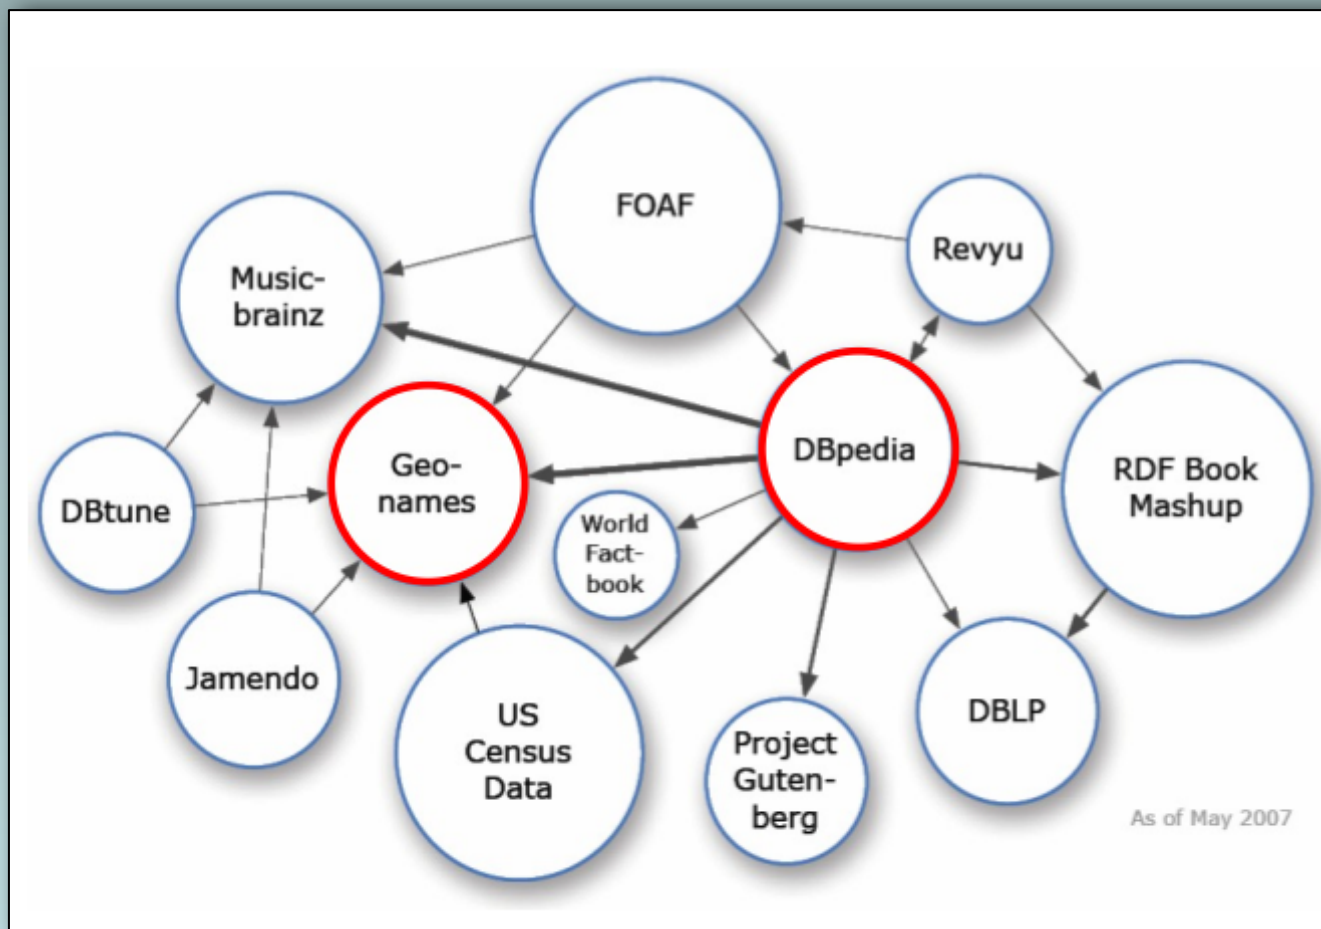 FOAF
Revyu
Music-
brainz
DBpedia
Geo-
names
RDF Book
Mashup
DBtune
World
Fact-
book
Jamendo
US
Census
Data
Project
Guten-
berg
DBLP
As of May 2007